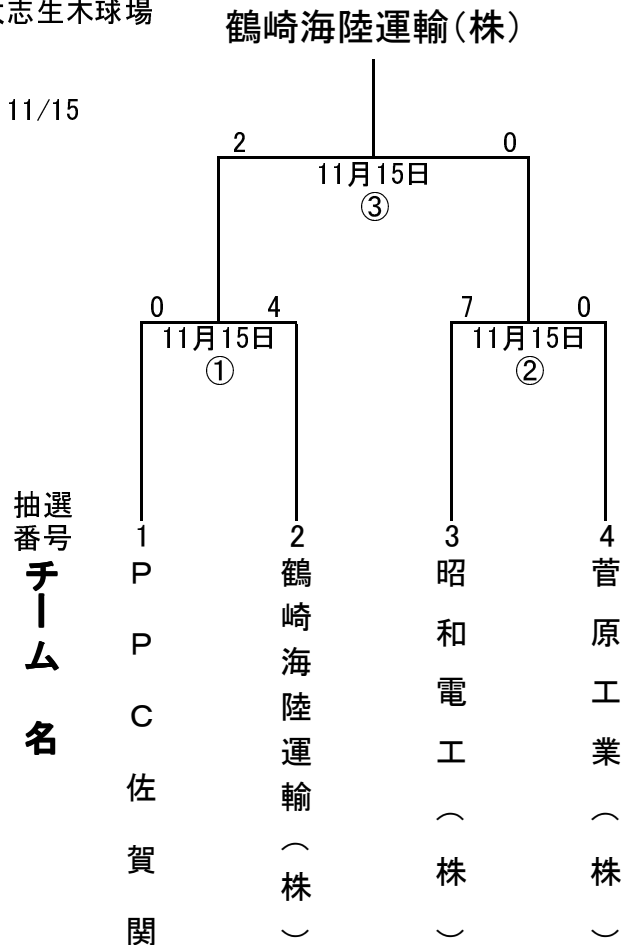 志生木球場
鶴崎海陸運輸（株）
11/15
2 0
11月15日
③
0 4
11月15日
①
7 0
11月15日
②
抽選
番号
1 2 3 4
チーム名
ＰＰＣ佐賀関
鶴崎海陸運輸（株）
昭和電工（株）
菅原工業（株）